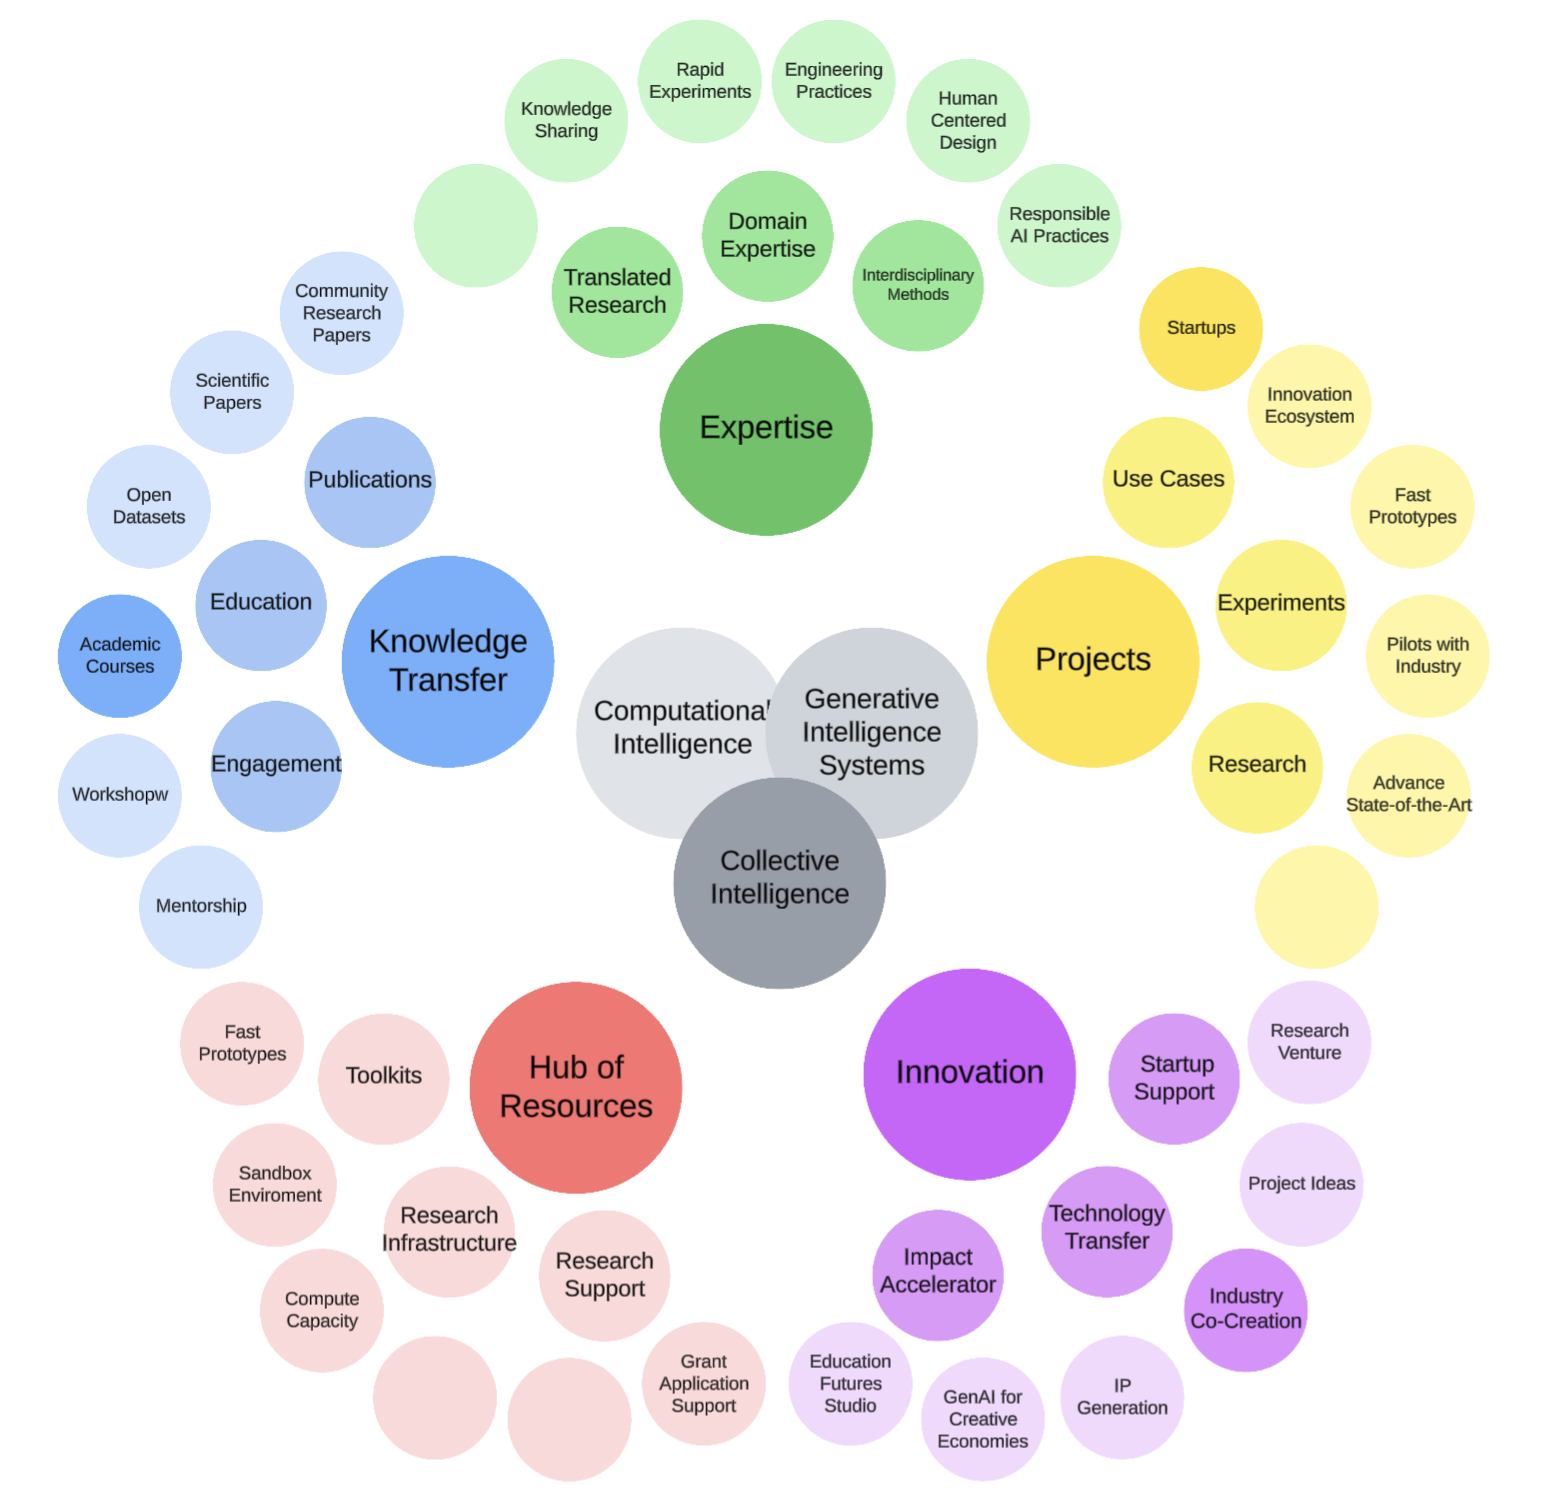 Rapid
Experiments
Engineering
Practices
Knowledge
Sharing
Human
Centered
Design
Responsible
AI Practices
Domain
Expertise
Translated
Research
Interdisciplinary
Methods
Expertise
Community
Research
Papers
Scientific
Papers
Open
Datasets
Publications
Education
Academic
Courses
Engagement
Workshopw
Mentorship
Knowledge
Transfer
Computational
Intelligence
Generative
Intelligence
Systems
Collective
Intelligence
Startups
Innovation
Ecosystem
Use Cases
Fast
Prototypes
Experiments
Projects
Pilots with
Industry
Research
Advance
State-of-the-Art
Fast
Prototypes
Toolkits
Hub of
Resources
Sandbox
Enviroment
Research
Infrastructure
Research
Support
Compute
Capacity
Grant
Application
Support
Innovation
Startup
Support
Research
Venture
Project Ideas
Technology
Transfer
Impact
Accelerator
Industry
Co-Creation
Education
Futures
Studio
GenAI for
Creative
Economies
IP
Generation